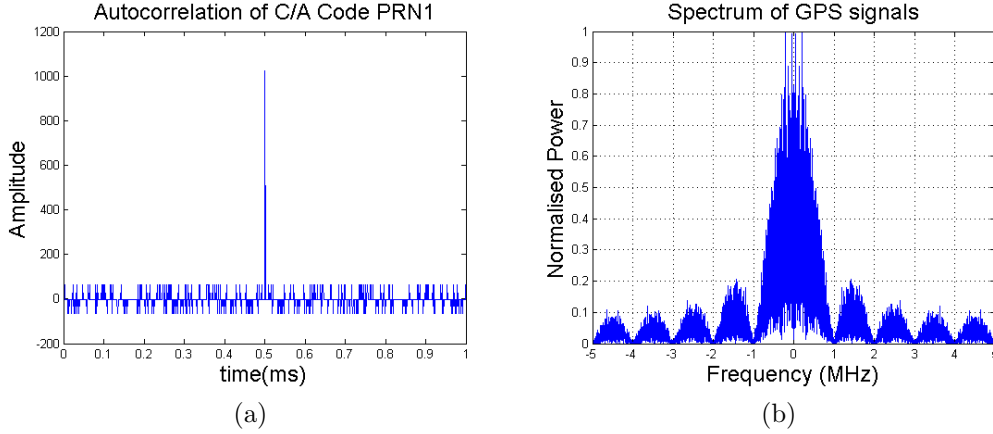 Autocorrelation of C/A Code PRN1
1200
1000
800
600
400
200
0
-200
Amplitude
0 0.1 0.2 0.3 0.4 0.5 0.6 0.7 0.8 0.9 1
time(ms)
(a)
Spectrum of GPS signals
1
0.9
0.8
0.7
0.6
0.5
0.4
0.3
0.2
0.1
0
Normalised Power
-5 -4 -3 -2 -1 0 1 2 3 4 5
Frequency (MHz)
(b)